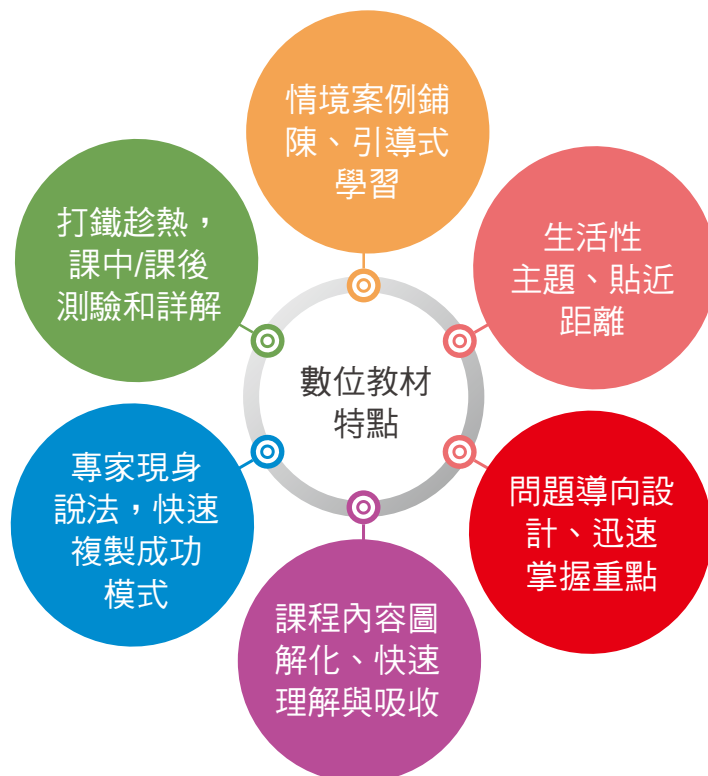 情境案例鋪
陳、引導式
學習
生活性
主題、貼近
距離
問題導向設
計、迅速
掌握重點
課程內容圖
解化、快速
理解與吸收
專家現身
說法，快速
複製成功
模式
打鐵趁熱，
課中/課後
測驗和詳解
數位教材
特點